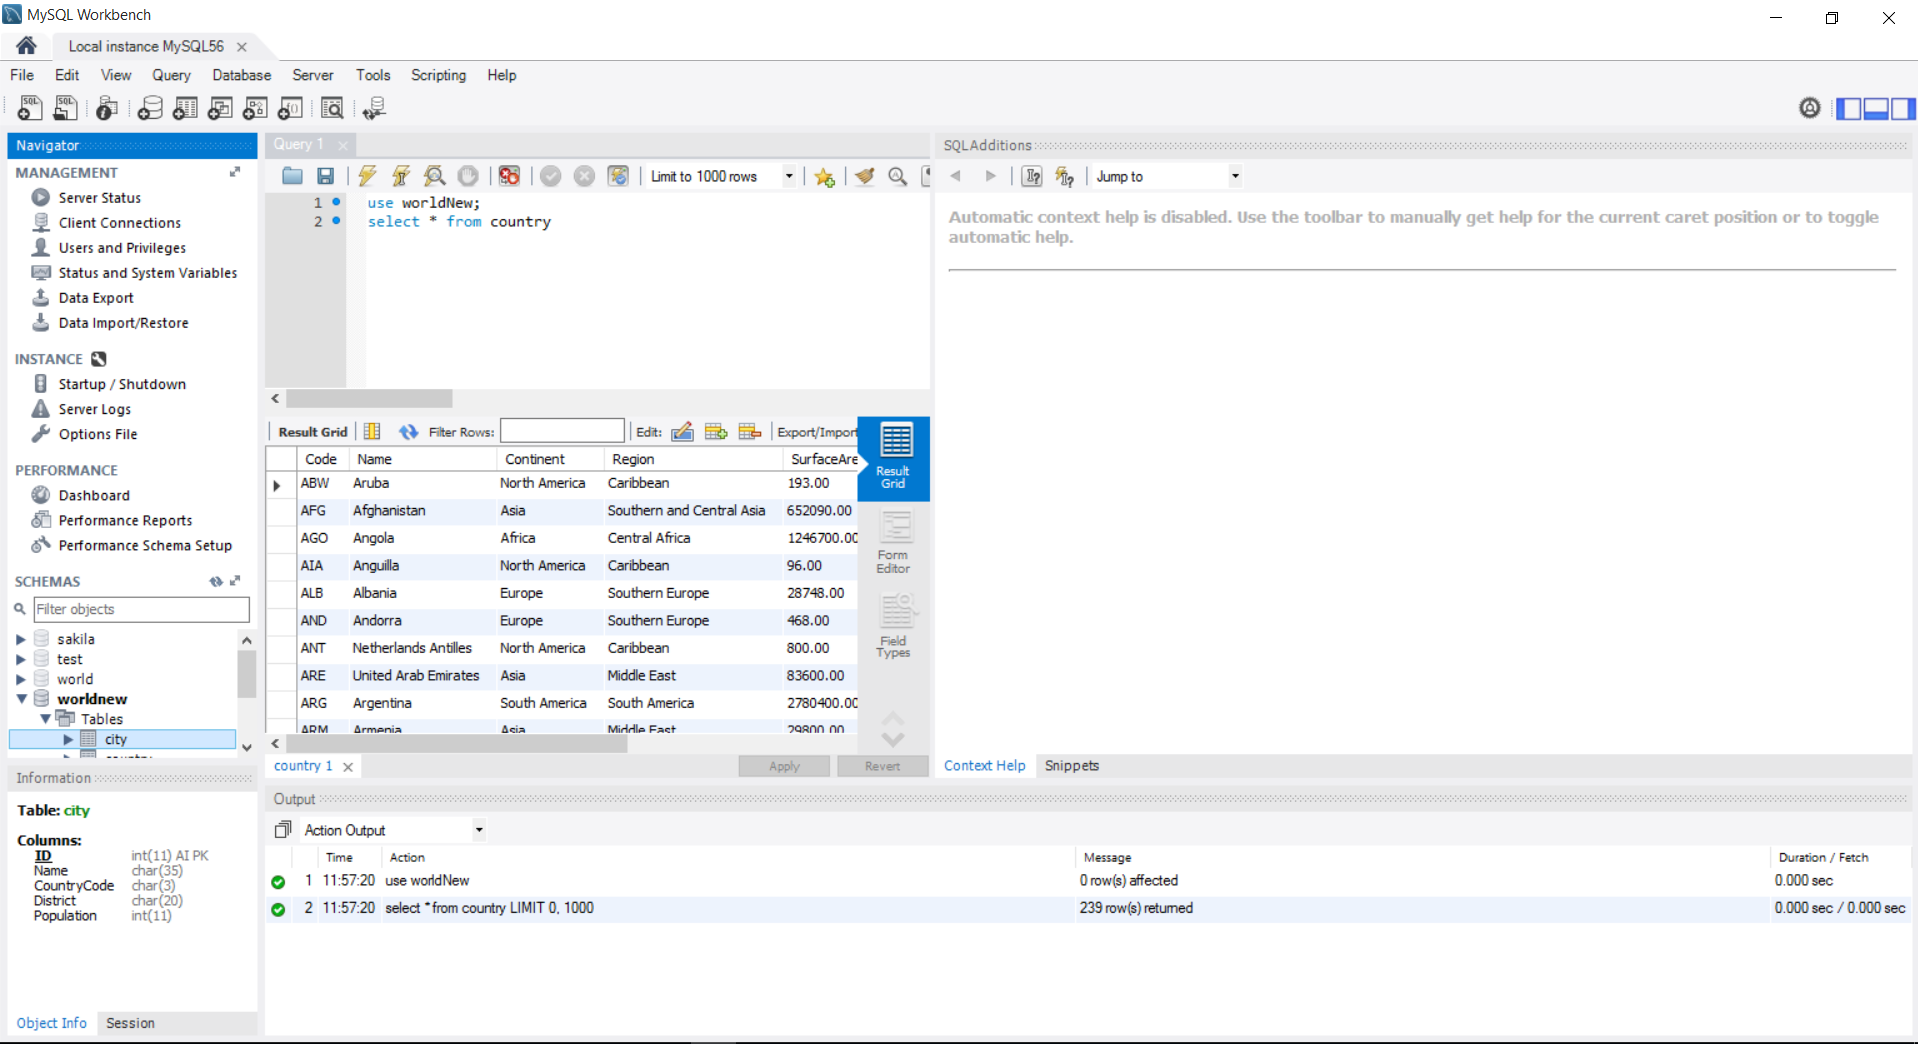 MySQL Workbench
Local instance MySQL56
File Edit View Query Database Server Tools Scripting Help
Navigator
MANAGEMENT
Server Status
Client Connections
Users and Privileges
Status and System Variables
Data Export
Data Import/Restore
INSTANCE
Startup / Shutdown
Server Logs
Options File
PERFORMANCE
Dashboard
Performance Reports
Performance Schema Setup
SCHEMAS
Filter objects
sakila
test
world
worldnew
Tables
city
country
Information
Table: city
Columns:
ID int(11) AI PK
Name char(35)
CountryCode char(3)
District char(20)
Population int(11)
Object Info Session
Query 1
Limit to 1000 rows
1 use worldNew;
2 select * from country
Result Grid Filter Rows: Edit: Export/Import
Code Name Continent Region SurfaceAre
ABW Aruba North America Caribbean 193.00
AFG Afghanistan Asia Southern and Central Asia 652090.00
AGO Angola Africa Central Africa 1246700.00
AIA Anguilla North America Caribbean 96.00
ALB Albania Europe Southern Europe 28748.00
AND Andorra Europe Southern Europe 468.00
ANT Netherlands Antilles North America Caribbean 800.00
ARE United Arab Emirates Asia Middle East 83600.00
ARG Argentina South America South America 2780400.00
ARM Armenia Asia Middle East 29800.00
Result
Grid
Form
Editor
Field
Types
country 1 Apply Revert
SQLAdditions
Jump to
Automatic context help is disabled. Use the toolbar to manually get help for the current caret position or to toggle
automatic help.
Context Help Snippets
Output
Action Output
Time Action Message Duration / Fetch
1 11:57:20 use worldNew 0 row(s) affected 0.000 sec
2 11:57:20 select * from country LIMIT 0, 1000 239 row(s) returned 0.000 sec / 0.000 sec